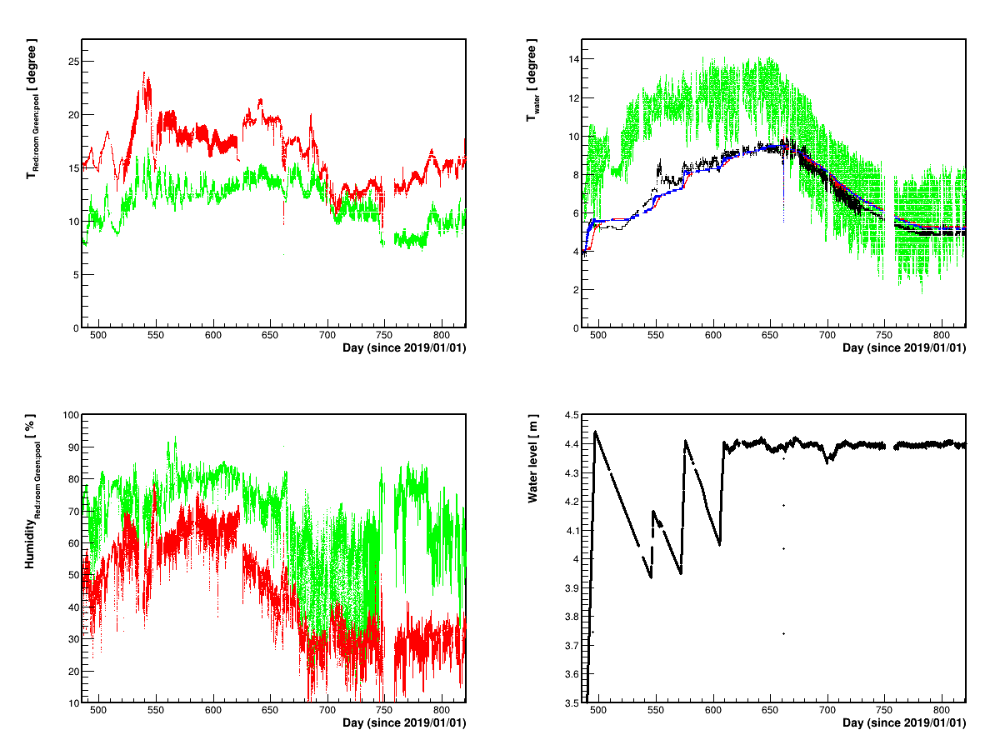 T Red:room Green:pool [ degree ]
25
20
15
10
5
0
500 550 600 650 700 750 800
Day (since 2019/01/01)
T water [ degree ]
14
12
10
8
6
4
2
0
500 550 600 650 700 750 800
Day (since 2019/01/01)
Humidity Red:room Green:pool [ % ]
100
90
80
70
60
50
40
30
20
10
500 550 600 650 700 750 800
Day (since 2019/01/01)
Water level [ m ]
4.5
4.4
4.3
4.2
4.1
4
3.9
3.8
3.7
3.6
3.5
500 550 600 650 700 750 800
Day (since 2019/01/01)